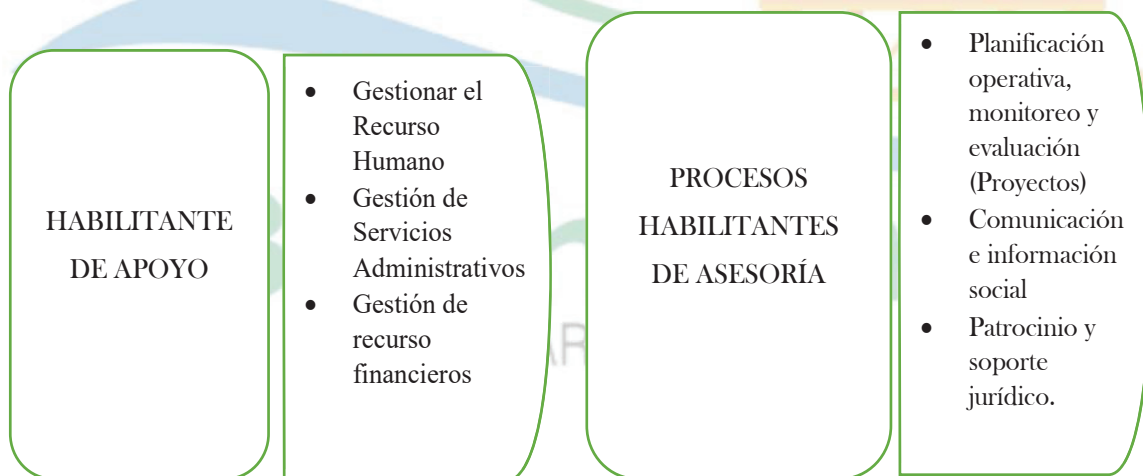 HABILITANTE
DE APOYO
• Gestionar el
Recurso
Humano
• Gestión de
Servicios
Administrativos
• Gestión de
recurso
financieros
PROCESOS
HABILITANTES
DE ASESORÍA
• Planificación
operativa,
monitoreo y
evaluación
(Proyectos)
• Comunicación
e información
social
• Patrocinio y
soporte
jurídico.